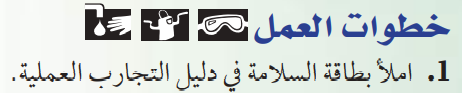 خطوات العمل
1. املأ بطاقة السلامة في دليل التجارب العملية.